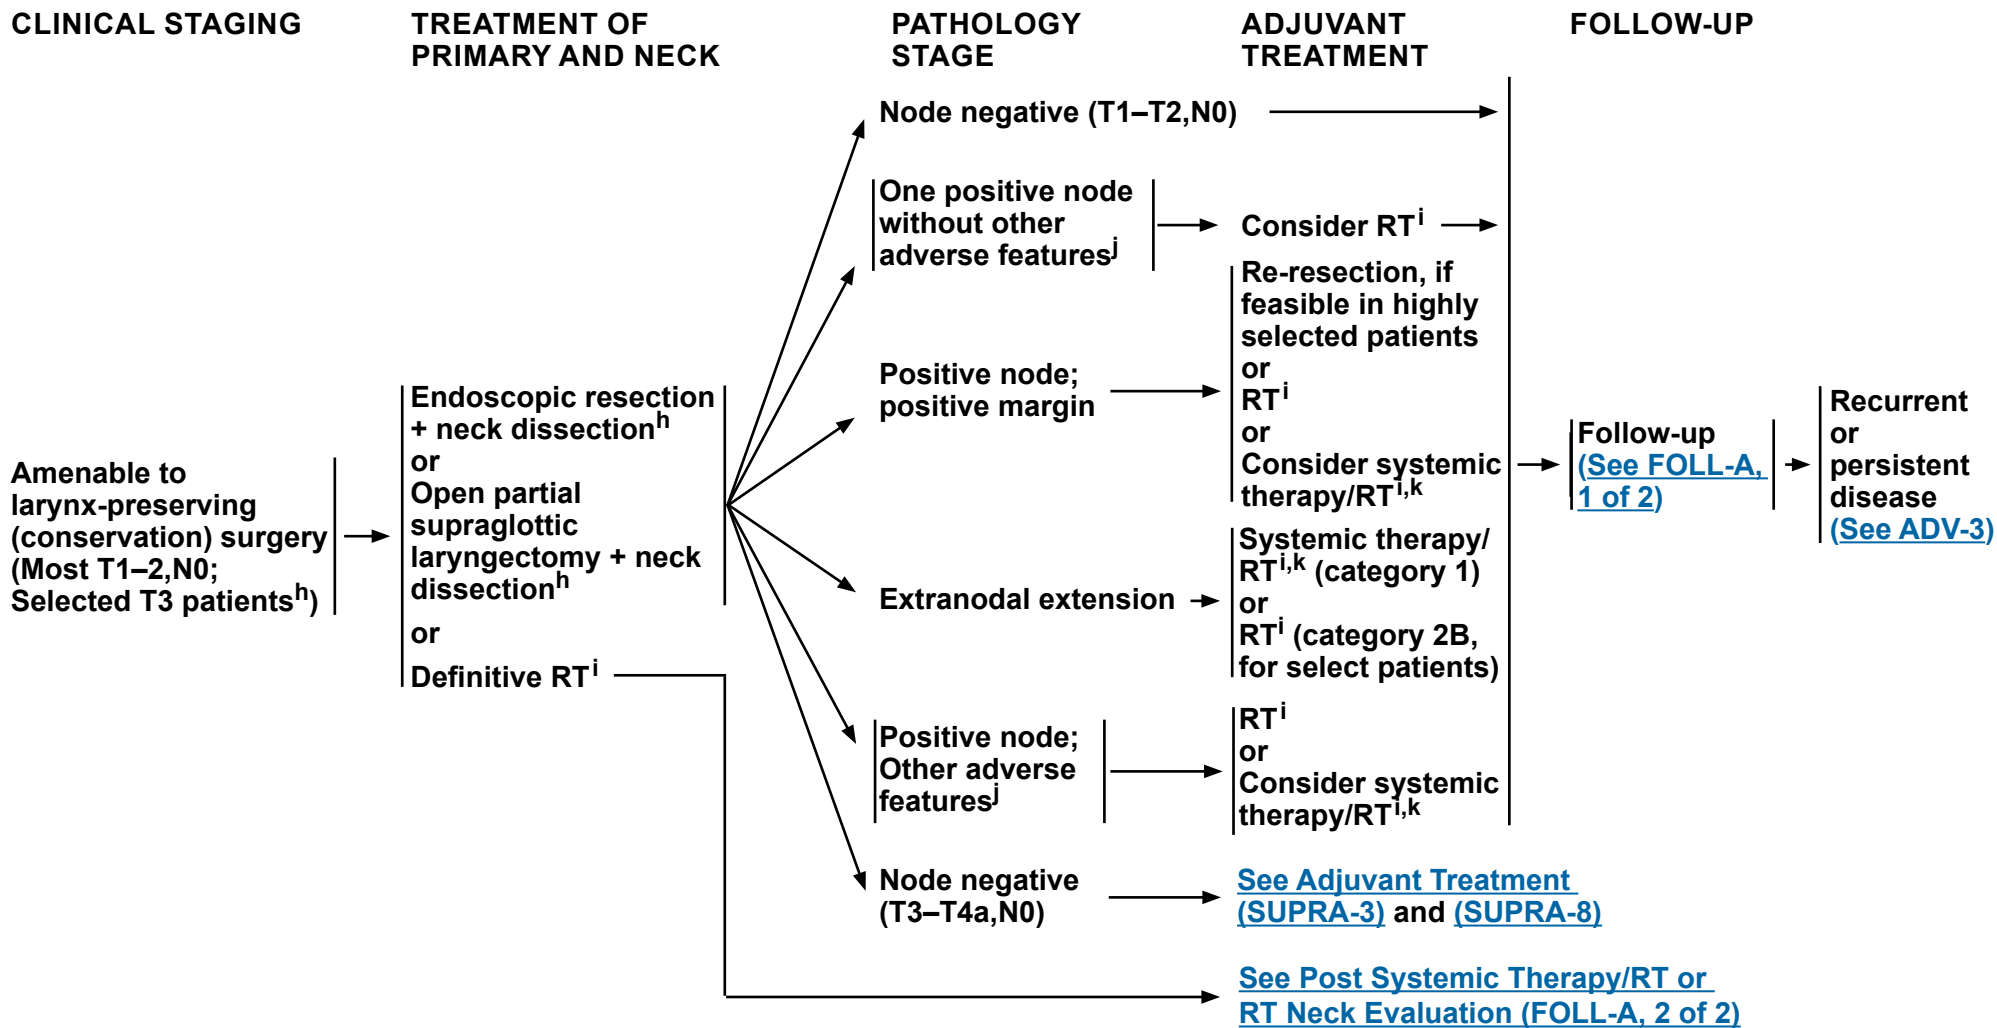 CLINICAL STAGING
TREATMENT OF
PRIMARY AND NECK
PATHOLOGY
STAGE
ADJUVANT
TREATMENT
FOLLOW-UP
Amenable to
larynx-preserving
(conservation) surgery
(Most T1–2,N0;
Selected T3 patientsh)
Endoscopic resection
+ neck dissectionh
or
Open partial
supraglottic
laryngectomy + neck
dissectionh
or
Definitive RTi
Node negative (T1–T2,N0)
One positive node
without other
adverse featuresj
Consider RTi
Positive node;
positive margin
Re-resection, if
feasible in highly
selected patients
or
RTi
or
Consider systemic
therapy/RTi,k
Extranodal extension
Systemic therapy/
RTi,k (category 1)
or
RTi (category 2B,
for select patients)
Positive node;
Other adverse
featuresj
RTi
or
Consider systemic
therapy/RTi,k
Node negative
(T3–T4a,N0)
See Adjuvant Treatment
(SUPRA-3) and (SUPRA-8)
See Post Systemic Therapy/RT or
RT Neck Evaluation (FOLL-A, 2 of 2)
Follow-up
(See FOLL-A,
1 of 2)
Recurrent
or
persistent
disease
(See ADV-3)